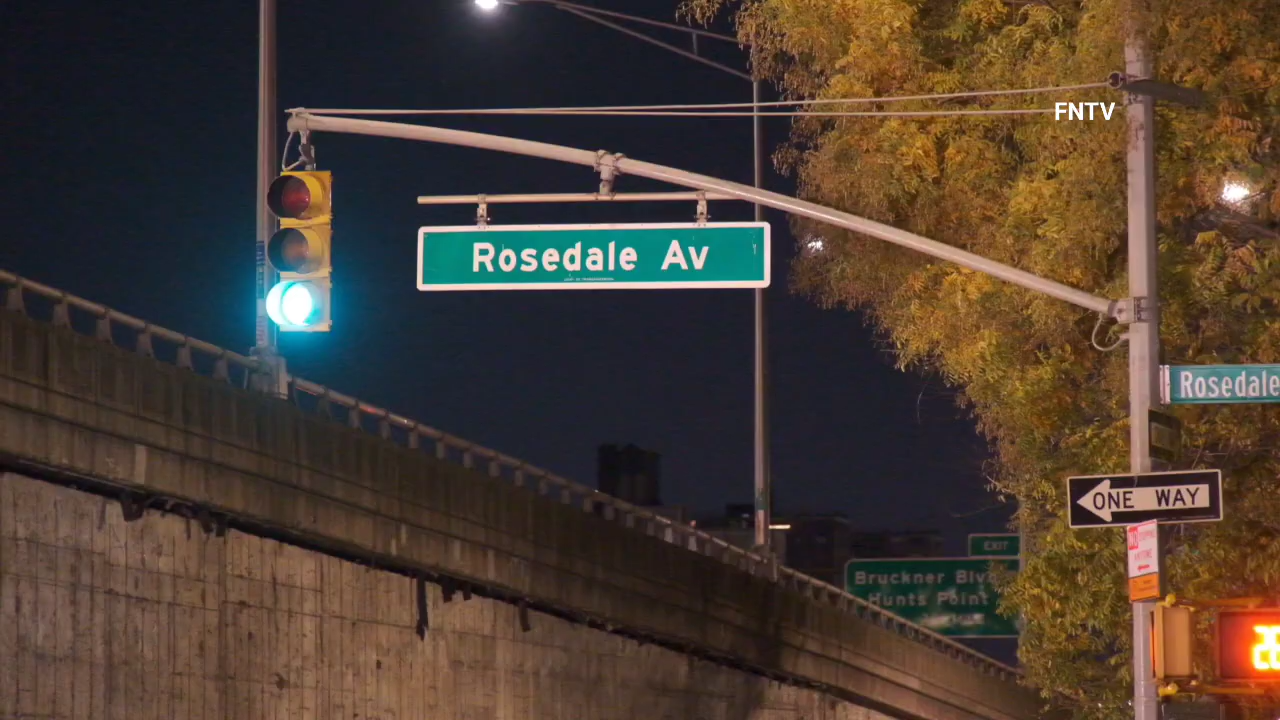 FNTV
Rosedale Av
Rosedale
ONE WAY
EXIT
Bruckner Blvd
Hunts Point